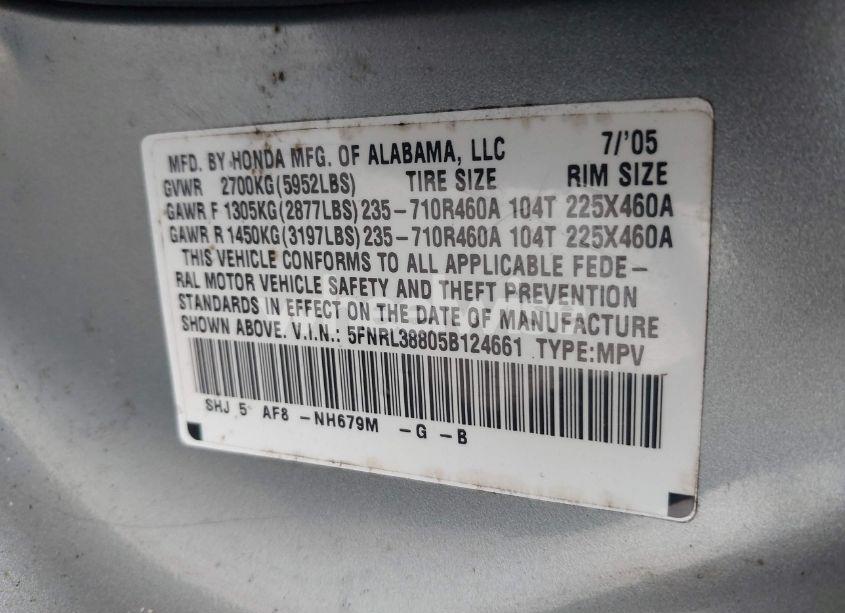 MFD. BY HONDA MFG. OF ALABAMA, LLC 7/'05
GVWR 2700KG(5952LBS) TIRE SIZE RIM SIZE
GAWR F 1305KG(2877LBS) 235-710R460A 104T 225X460A
GAWR R 1450KG(3197LBS) 235-710R460A 104T 225X460A
THIS VEHICLE CONFORMS TO ALL APPLICABLE FEDE-
RAL MOTOR VEHICLE SAFETY AND THEFT PREVENTION
STANDARDS IN EFFECT ON THE DATE OF MANUFACTURE
SHOWN ABOVE. V.I.N.: 5FNRL38805B124661 TYPE:MPV
SHJ 5 AF8 -NH679M -G -B